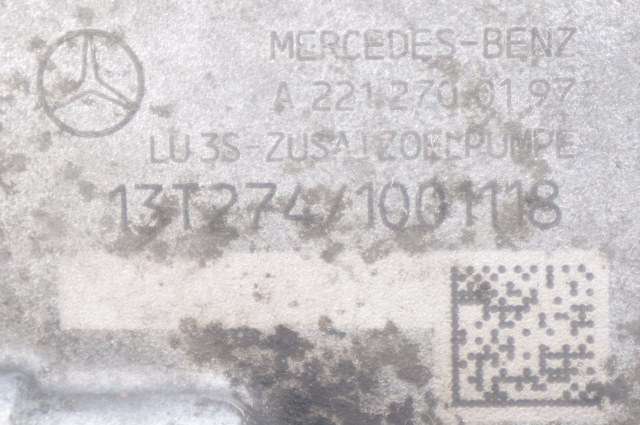 MERCEDES-BENZ
A 221 270 01 97
LU 3S-ZUSATZOELPUMPE
13T274/1001118